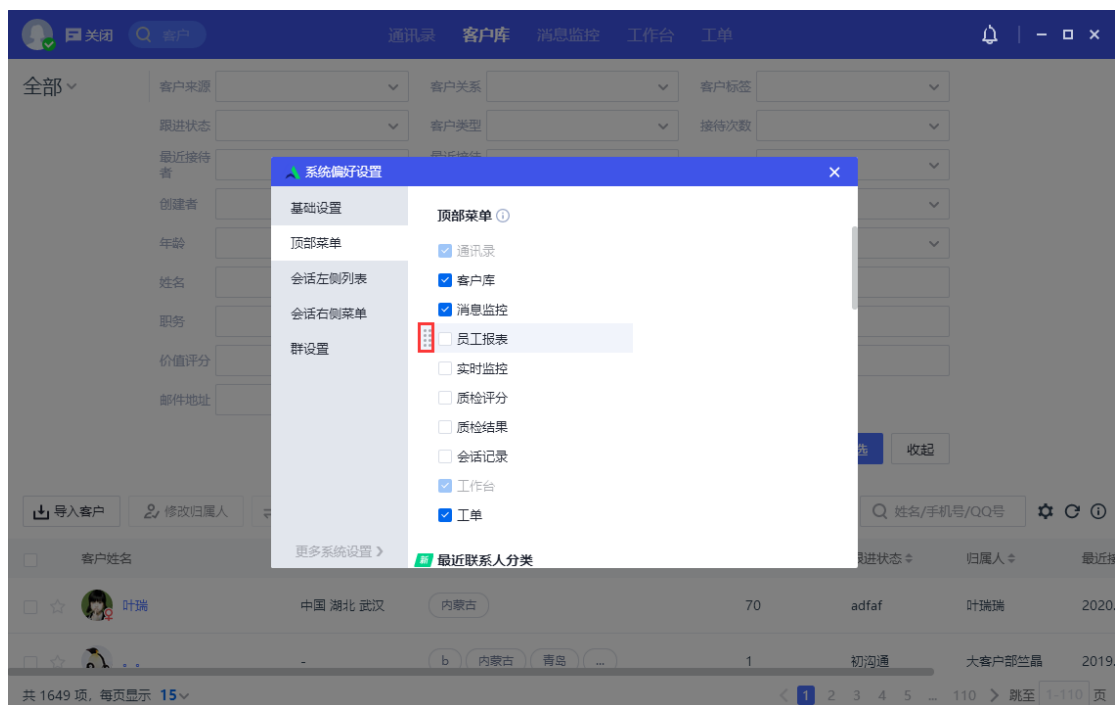 关闭 客户 通讯录 客户库 消息监控 工作台 工单
全部 客户来源 客户关系 客户标签
跟进状态 客户类型 接待次数
最近接待者
创建者
年龄
姓名
职务
价值评分
邮件地址
系统偏好设置
基础设置
顶部菜单
会话左侧列表
会话右侧菜单
群设置
更多系统设置
顶部菜单
通讯录
客户库
消息监控
员工报表
实时监控
质检评分
质检结果
会话记录
工作台
工单
新 最近联系人分类
收起
导入客户 修改归属人 姓名/手机号/QQ号
客户姓名 跟进状态 归属人
叶瑞 中国 湖北 武汉 内蒙古 70 adfaf 叶瑞瑞 2020.
. . - b 内蒙古 青岛 ... 1 初沟通 大客户部竺晶 2019.
共 1649 项, 每页显示 15 1 2 3 4 5 ... 110 跳至 1-110 页